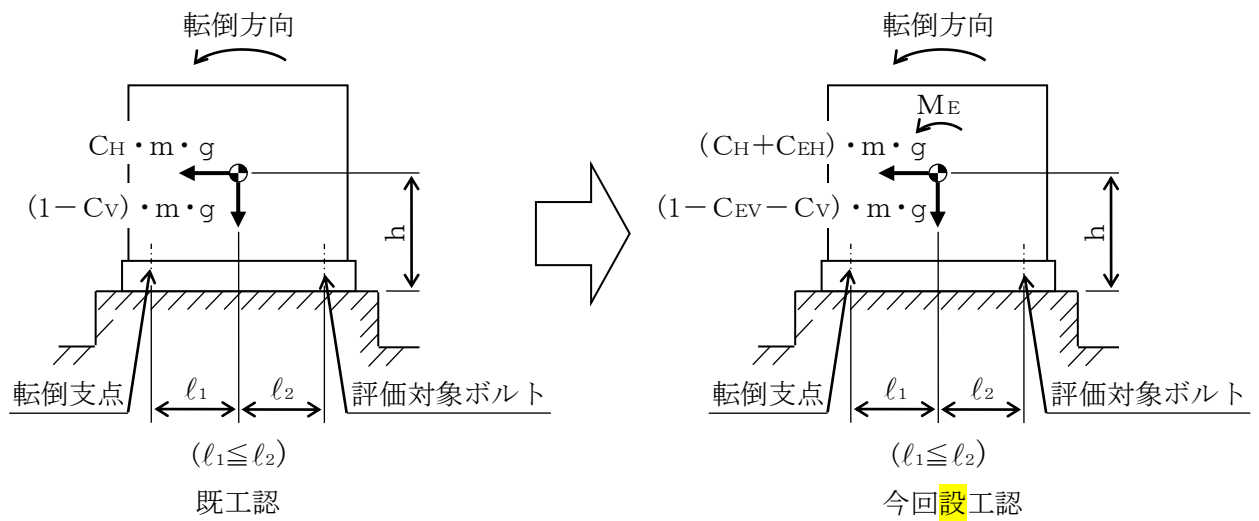 転倒方向
CH・m・g
(1-CV)・m・g
h
転倒支点
ℓ1
ℓ2
評価対象ボルト
(ℓ1≦ℓ2)
既工認
転倒方向
ME
(CH+CEH)・m・g
(1-CEV-CV)・m・g
h
転倒支点
ℓ1
ℓ2
評価対象ボルト
(ℓ1≦ℓ2)
今回設工認